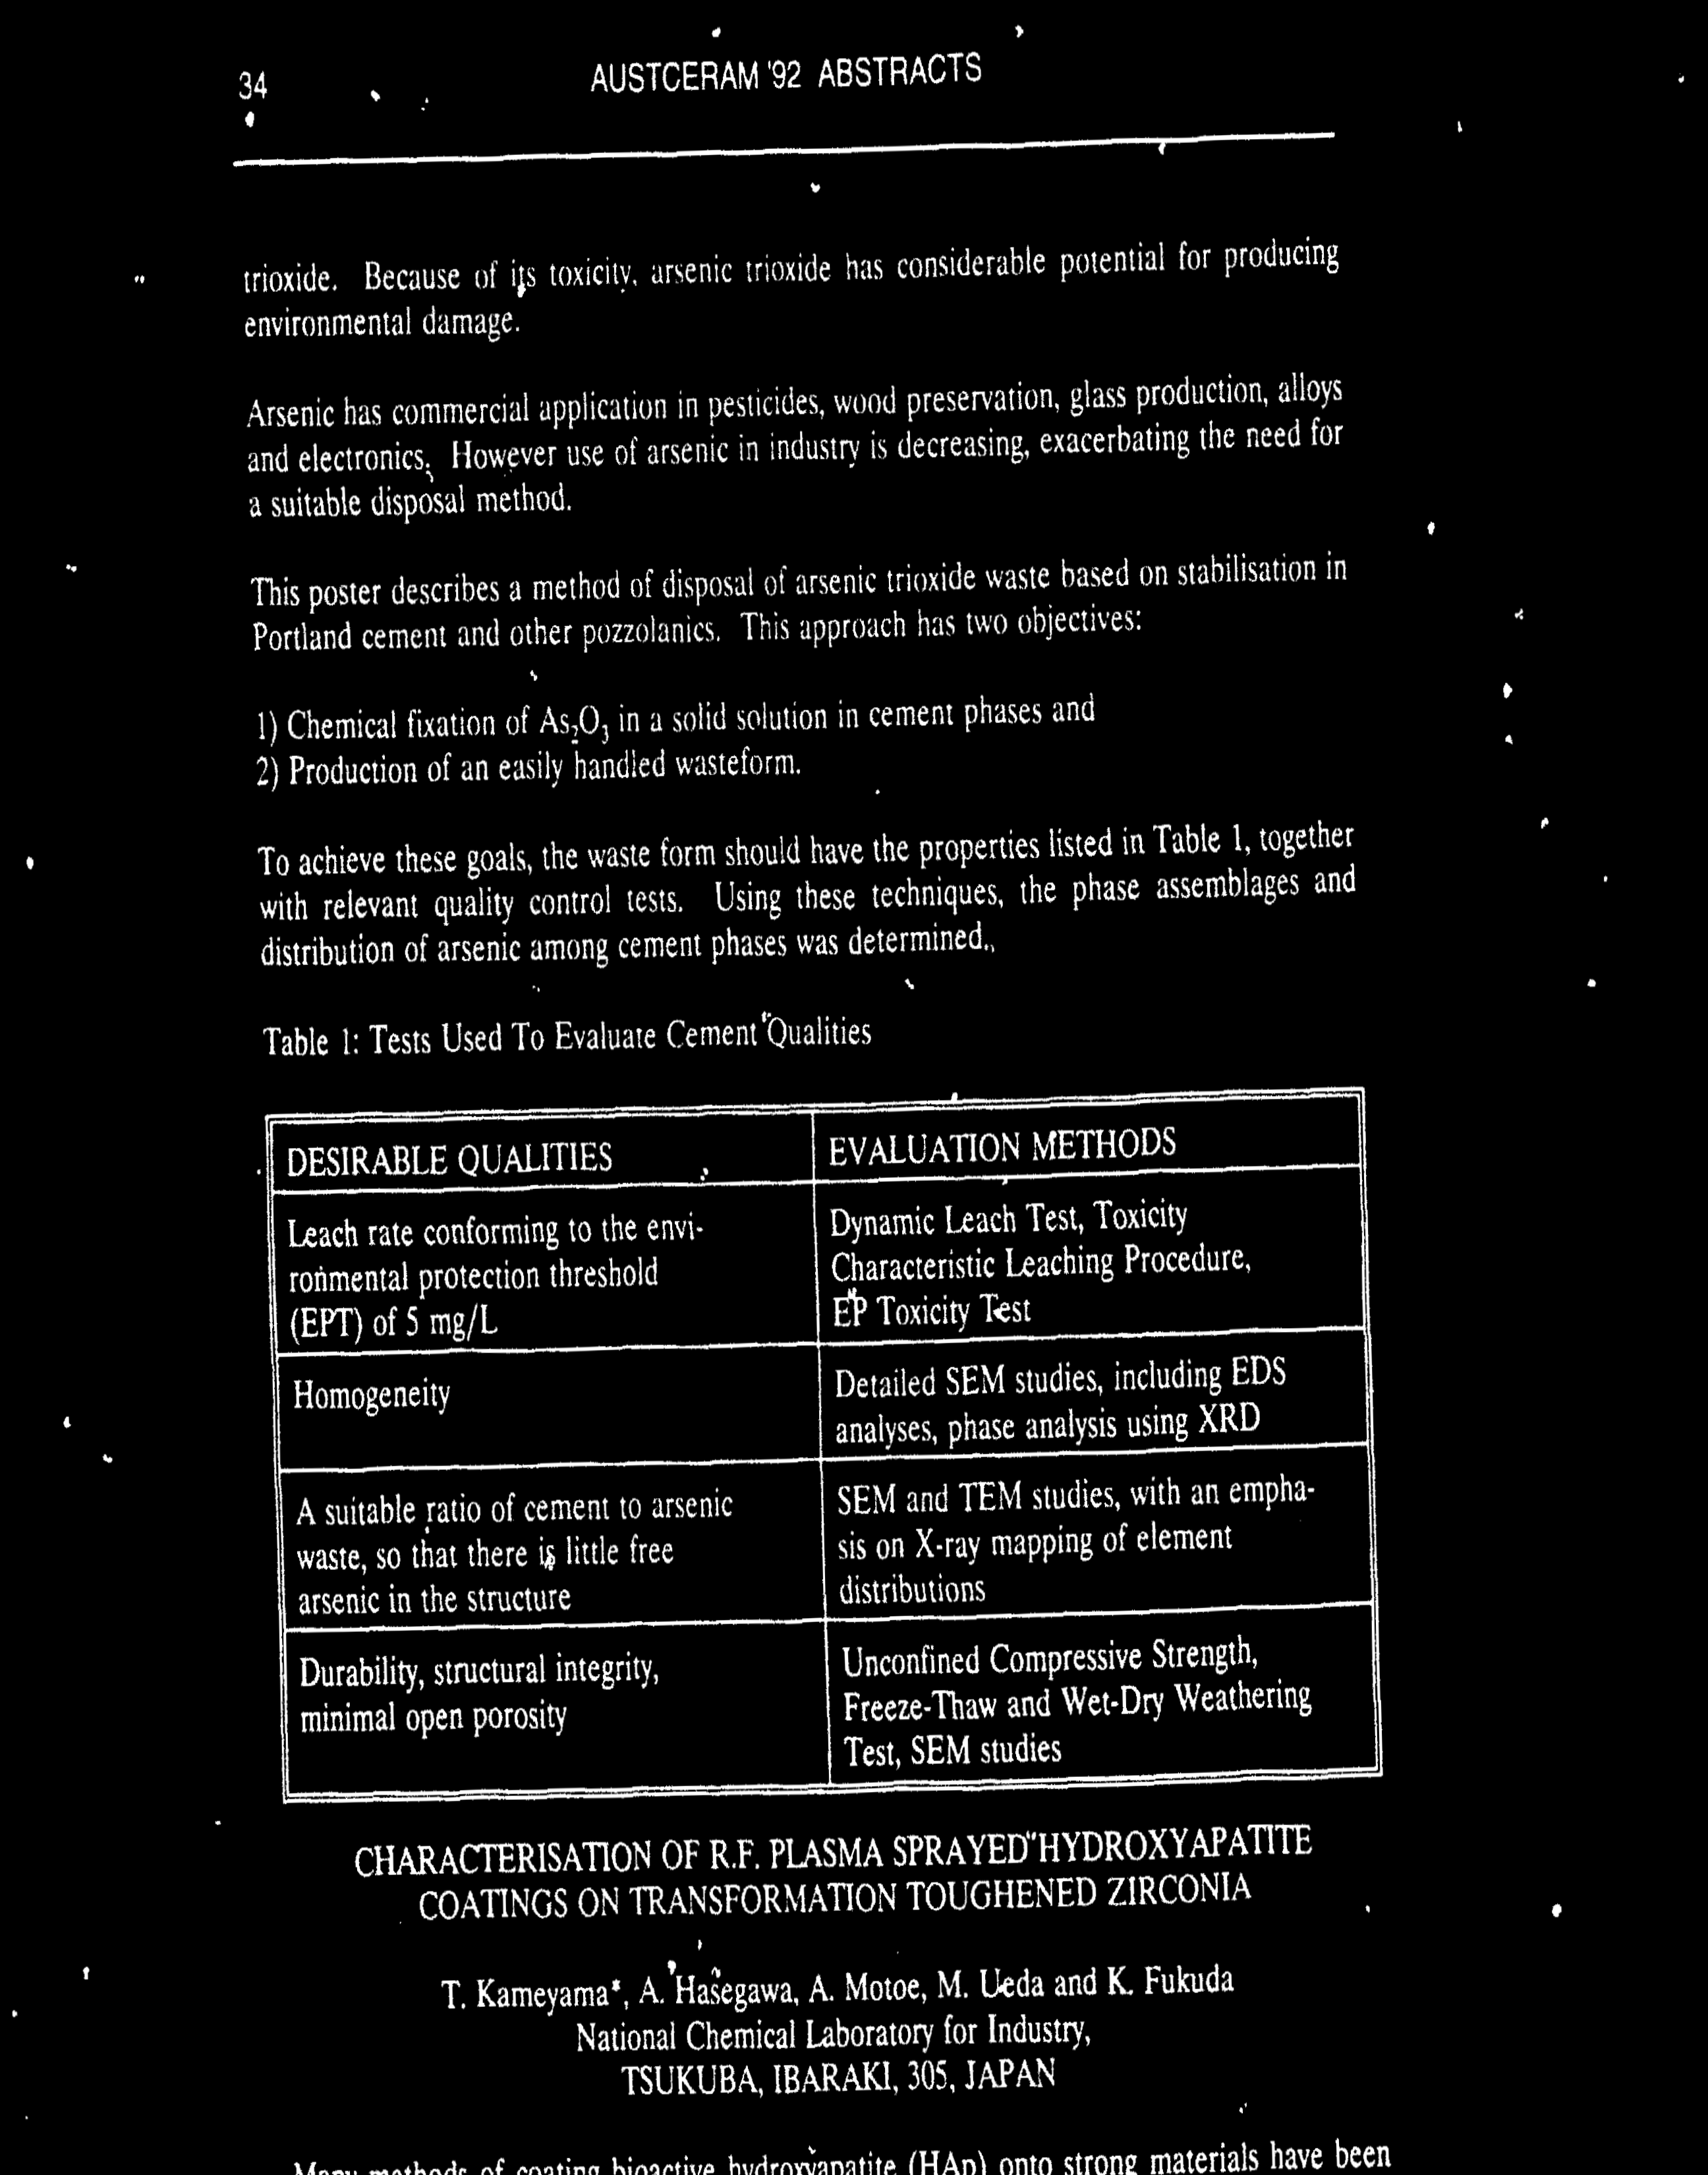 34
AUSTCERAM '92 ABSTRACTS
trioxide. Because of its toxicity, arsenic trioxide has considerable potential for producing
environmental damage.
Arsenic has commercial application in pesticides, wood preservation, glass production, alloys
and electronics. However use of arsenic in industry is decreasing, exacerbating the need for
a suitable disposal method.
This poster describes a method of disposal of arsenic trioxide waste based on stabilisation in
Portland cement and other pozzolanics. This approach has two objectives:
1) Chemical fixation of As₂O₃ in a solid solution in cement phases and
2) Production of an easily handled wasteform.
To achieve these goals, the waste form should have the properties listed in Table 1, together
with relevant quality control tests. Using these techniques, the phase assemblages and
distribution of arsenic among cement phases was determined.
Table 1: Tests Used To Evaluate Cement Qualities
DESIRABLE QUALITIES
EVALUATION METHODS
Leach rate conforming to the envi-
ronmental protection threshold
(EPT) of 5 mg/L
Dynamic Leach Test, Toxicity
Characteristic Leaching Procedure,
EP Toxicity Test
Homogeneity
Detailed SEM studies, including EDS
analyses, phase analysis using XRD
A suitable ratio of cement to arsenic
waste, so that there is little free
arsenic in the structure
SEM and TEM studies, with an empha-
sis on X-ray mapping of element
distributions
Durability, structural integrity,
minimal open porosity
Unconfined Compressive Strength,
Freeze-Thaw and Wet-Dry Weathering
Test, SEM studies
CHARACTERISATION OF R.F. PLASMA SPRAYED HYDROXYAPATITE
COATINGS ON TRANSFORMATION TOUGHENED ZIRCONIA
T. Kameyama*, A. Hasegawa, A. Motoe, M. Ueda and K. Fukuda
National Chemical Laboratory for Industry,
TSUKUBA, IBARAKI, 305, JAPAN
Many methods of coating bioactive hydroxyapatite (HAp) onto strong materials have been